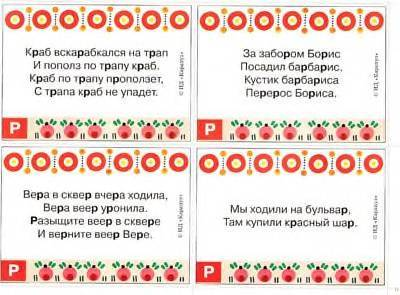 Краб вскарабкался на трап
И пополз по трапу краб.
Краб по трапу проползет,
С трапа краб не упадет.
© ИД «Карапуз»
Р
За забором Борис
Посадил барбарис,
Кустик барбариса
Перерос Бориса.
© ИД «Карапуз»
Р
Вера в сквер вчера ходила,
Вера веер уронила.
Разыщите веер в сквере
И верните веер Вере.
© ИД «Карапуз»
Р
Мы ходили на бульвар,
Там купили красный шар.
© ИД «Карапуз»
Р